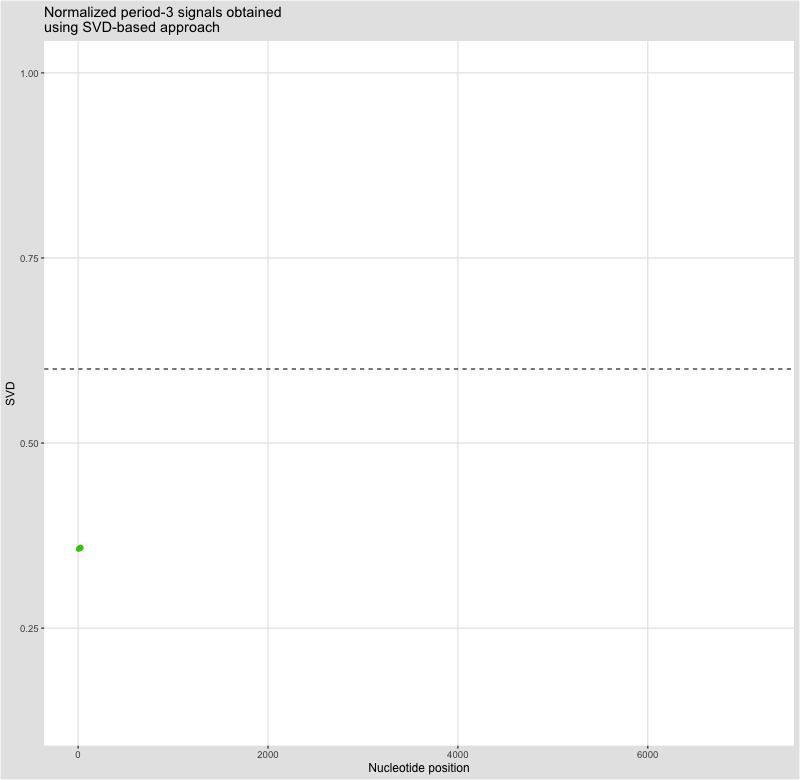 Normalized period-3 signals obtained
using SVD-based approach
1.00
0.75
0.50
0.25
SVD
0 2000 4000 6000
Nucleotide position